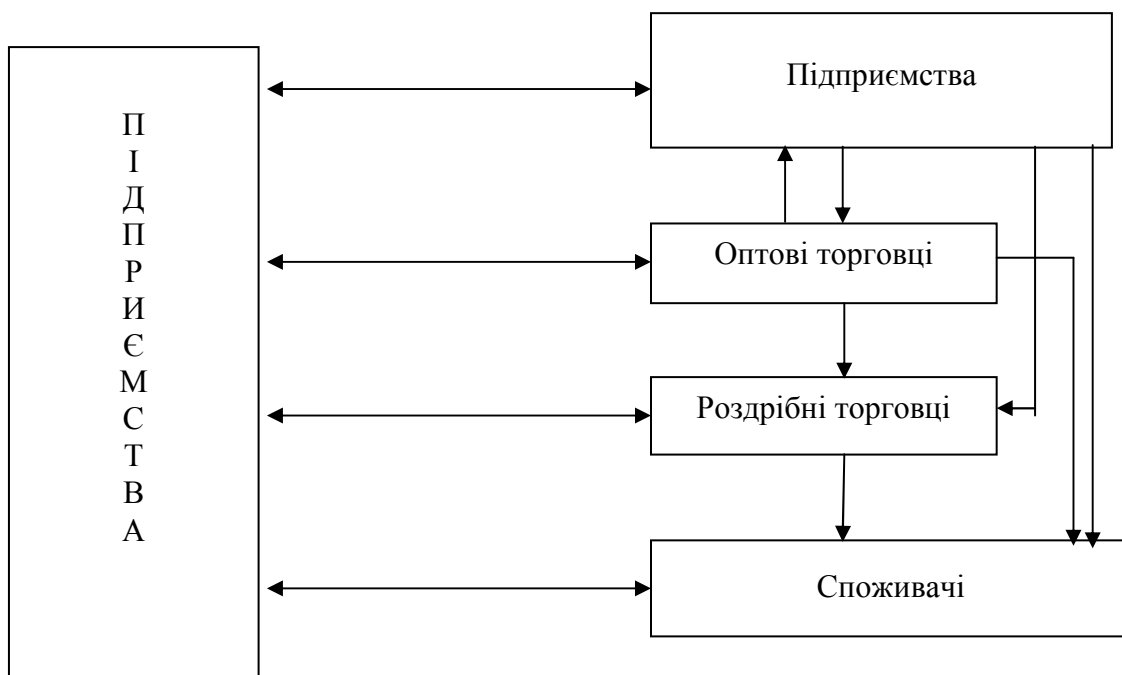 П
І
Д
П
Р
И
Є
М
С
Т
В
А
Підприємства
Оптові торговці
Роздрібні торговці
Споживачі